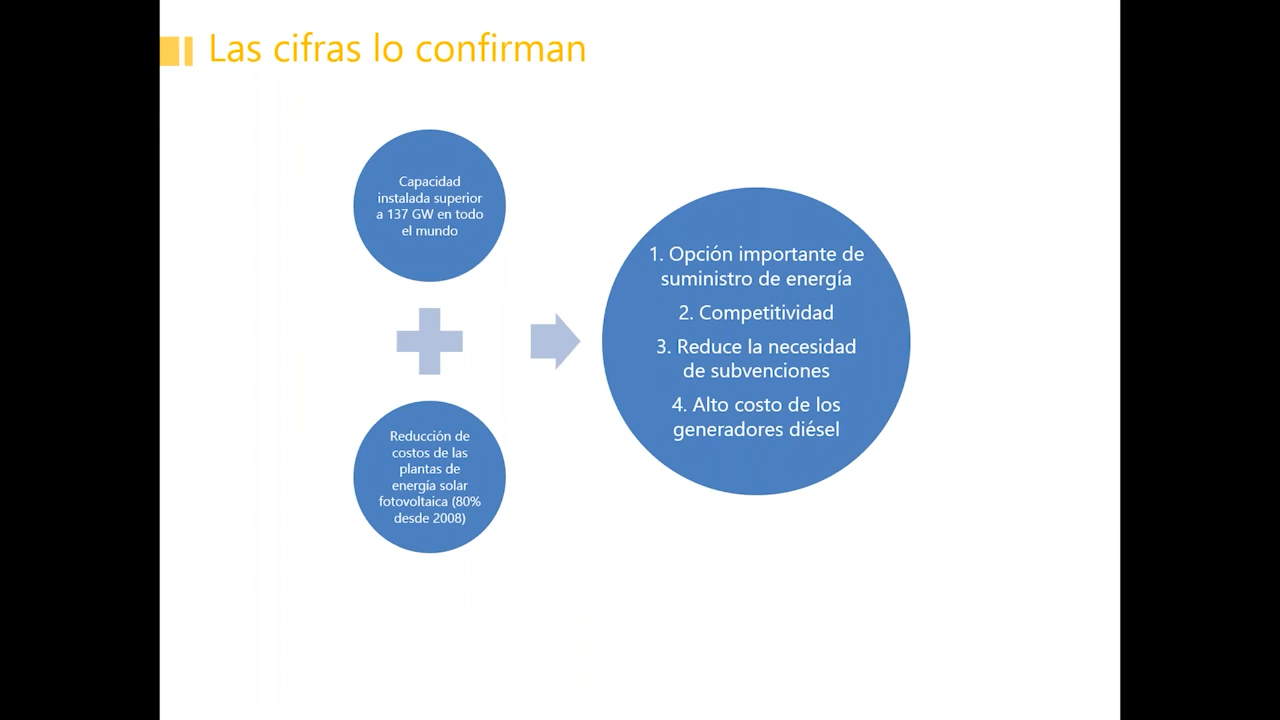 Las cifras lo confirman
Capacidad
instalada superior
a 137 GW en todo
el mundo
Reducción de
costos de las
plantas de
energía solar
fotovoltaica (80%
desde 2008)
1. Opción importante de
suministro de energía
2. Competitividad
3. Reduce la necesidad
de subvenciones
4. Alto costo de los
generadores diésel